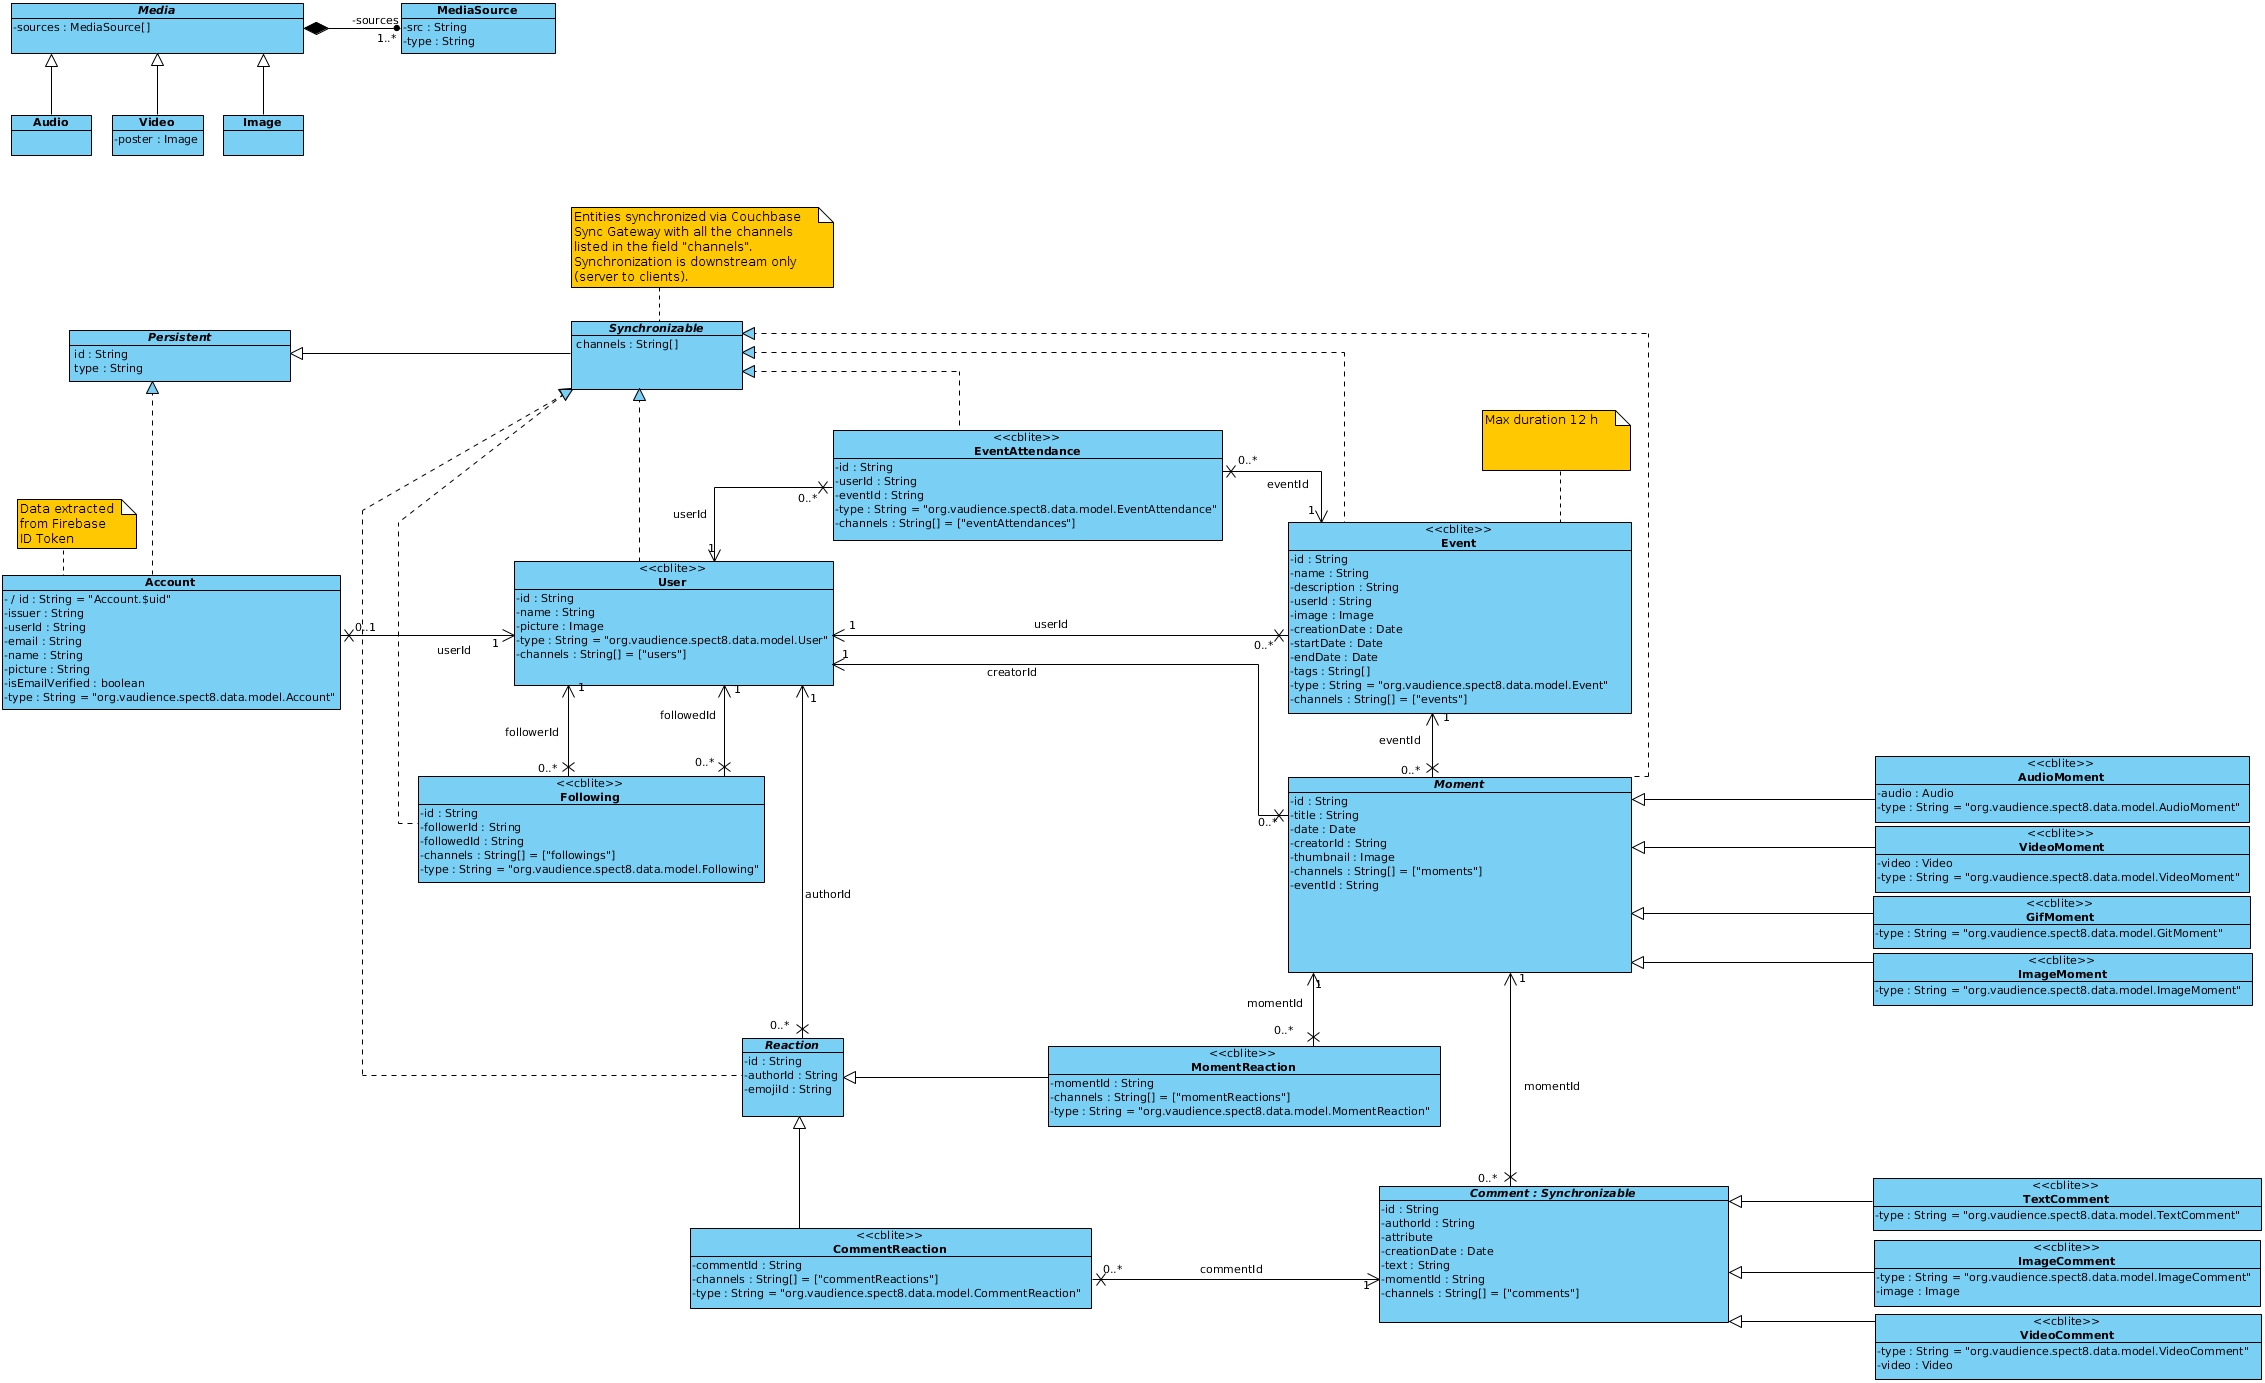 Media
-sources : MediaSource[]
-sources
1..*
MediaSource
-src : String
-type : String
Audio
Video
-poster : Image
Image
Entities synchronized via Couchbase
Sync Gateway with all the channels
listed in the field "channels".
Synchronization is downstream only
(server to clients).
Persistent
id : String
type : String
Synchronizable
channels : String[]
Max duration 12 h
<<cblite>>
EventAttendance
-id : String
-userId : String
-eventId : String
-type : String = "org.vaudience.spect8.data.model.EventAttendance"
-channels : String[] = ["eventAttendances"]
0..*
eventId
1
0..*
userId
1
Data extracted
from Firebase
ID Token
Account
- / id : String = "Account.$uid"
-issuer : String
-userId : String
-email : String
-name : String
-picture : String
-isEmailVerified : boolean
-type : String = "org.vaudience.spect8.data.model.Account"
0..1
userId
1
<<cblite>>
User
-id : String
-name : String
-picture : Image
-type : String = "org.vaudience.spect8.data.model.User"
-channels : String[] = ["users"]
1
userId
0..*
1
creatorId
0..*
<<cblite>>
Event
-id : String
-name : String
-description : String
-userId : String
-image : Image
-creationDate : Date
-startDate : Date
-endDate : Date
-tags : String[]
-type : String = "org.vaudience.spect8.data.model.Event"
-channels : String[] = ["events"]
1
eventId
0..*
1
followerId
0..*
1
followedId
0..*
1
authorId
0..*
<<cblite>>
Following
-id : String
-followerId : String
-followedId : String
-channels : String[] = ["followings"]
-type : String = "org.vaudience.spect8.data.model.Following"
Moment
-id : String
-title : String
-date : Date
-creatorId : String
-thumbnail : Image
-channels : String[] = ["moments"]
-eventId : String
<<cblite>>
AudioMoment
-audio : Audio
-type : String = "org.vaudience.spect8.data.model.AudioMoment"
<<cblite>>
VideoMoment
-video : Video
-type : String = "org.vaudience.spect8.data.model.VideoMoment"
<<cblite>>
GifMoment
-type : String = "org.vaudience.spect8.data.model.GitMoment"
<<cblite>>
ImageMoment
-type : String = "org.vaudience.spect8.data.model.ImageMoment"
1
momentId
0..*
1
momentId
0..*
Reaction
-id : String
-authorId : String
-emojiId : String
<<cblite>>
MomentReaction
-momentId : String
-channels : String[] = ["momentReactions"]
-type : String = "org.vaudience.spect8.data.model.MomentReaction"
<<cblite>>
CommentReaction
-commentId : String
-channels : String[] = ["commentReactions"]
-type : String = "org.vaudience.spect8.data.model.CommentReaction"
0..*
commentId
1
Comment : Synchronizable
-id : String
-authorId : String
-attribute
-creationDate : Date
-text : String
-momentId : String
-channels : String[] = ["comments"]
<<cblite>>
TextComment
-type : String = "org.vaudience.spect8.data.model.TextComment"
<<cblite>>
ImageComment
-type : String = "org.vaudience.spect8.data.model.ImageComment"
-image : Image
<<cblite>>
VideoComment
-type : String = "org.vaudience.spect8.data.model.VideoComment"
-video : Video